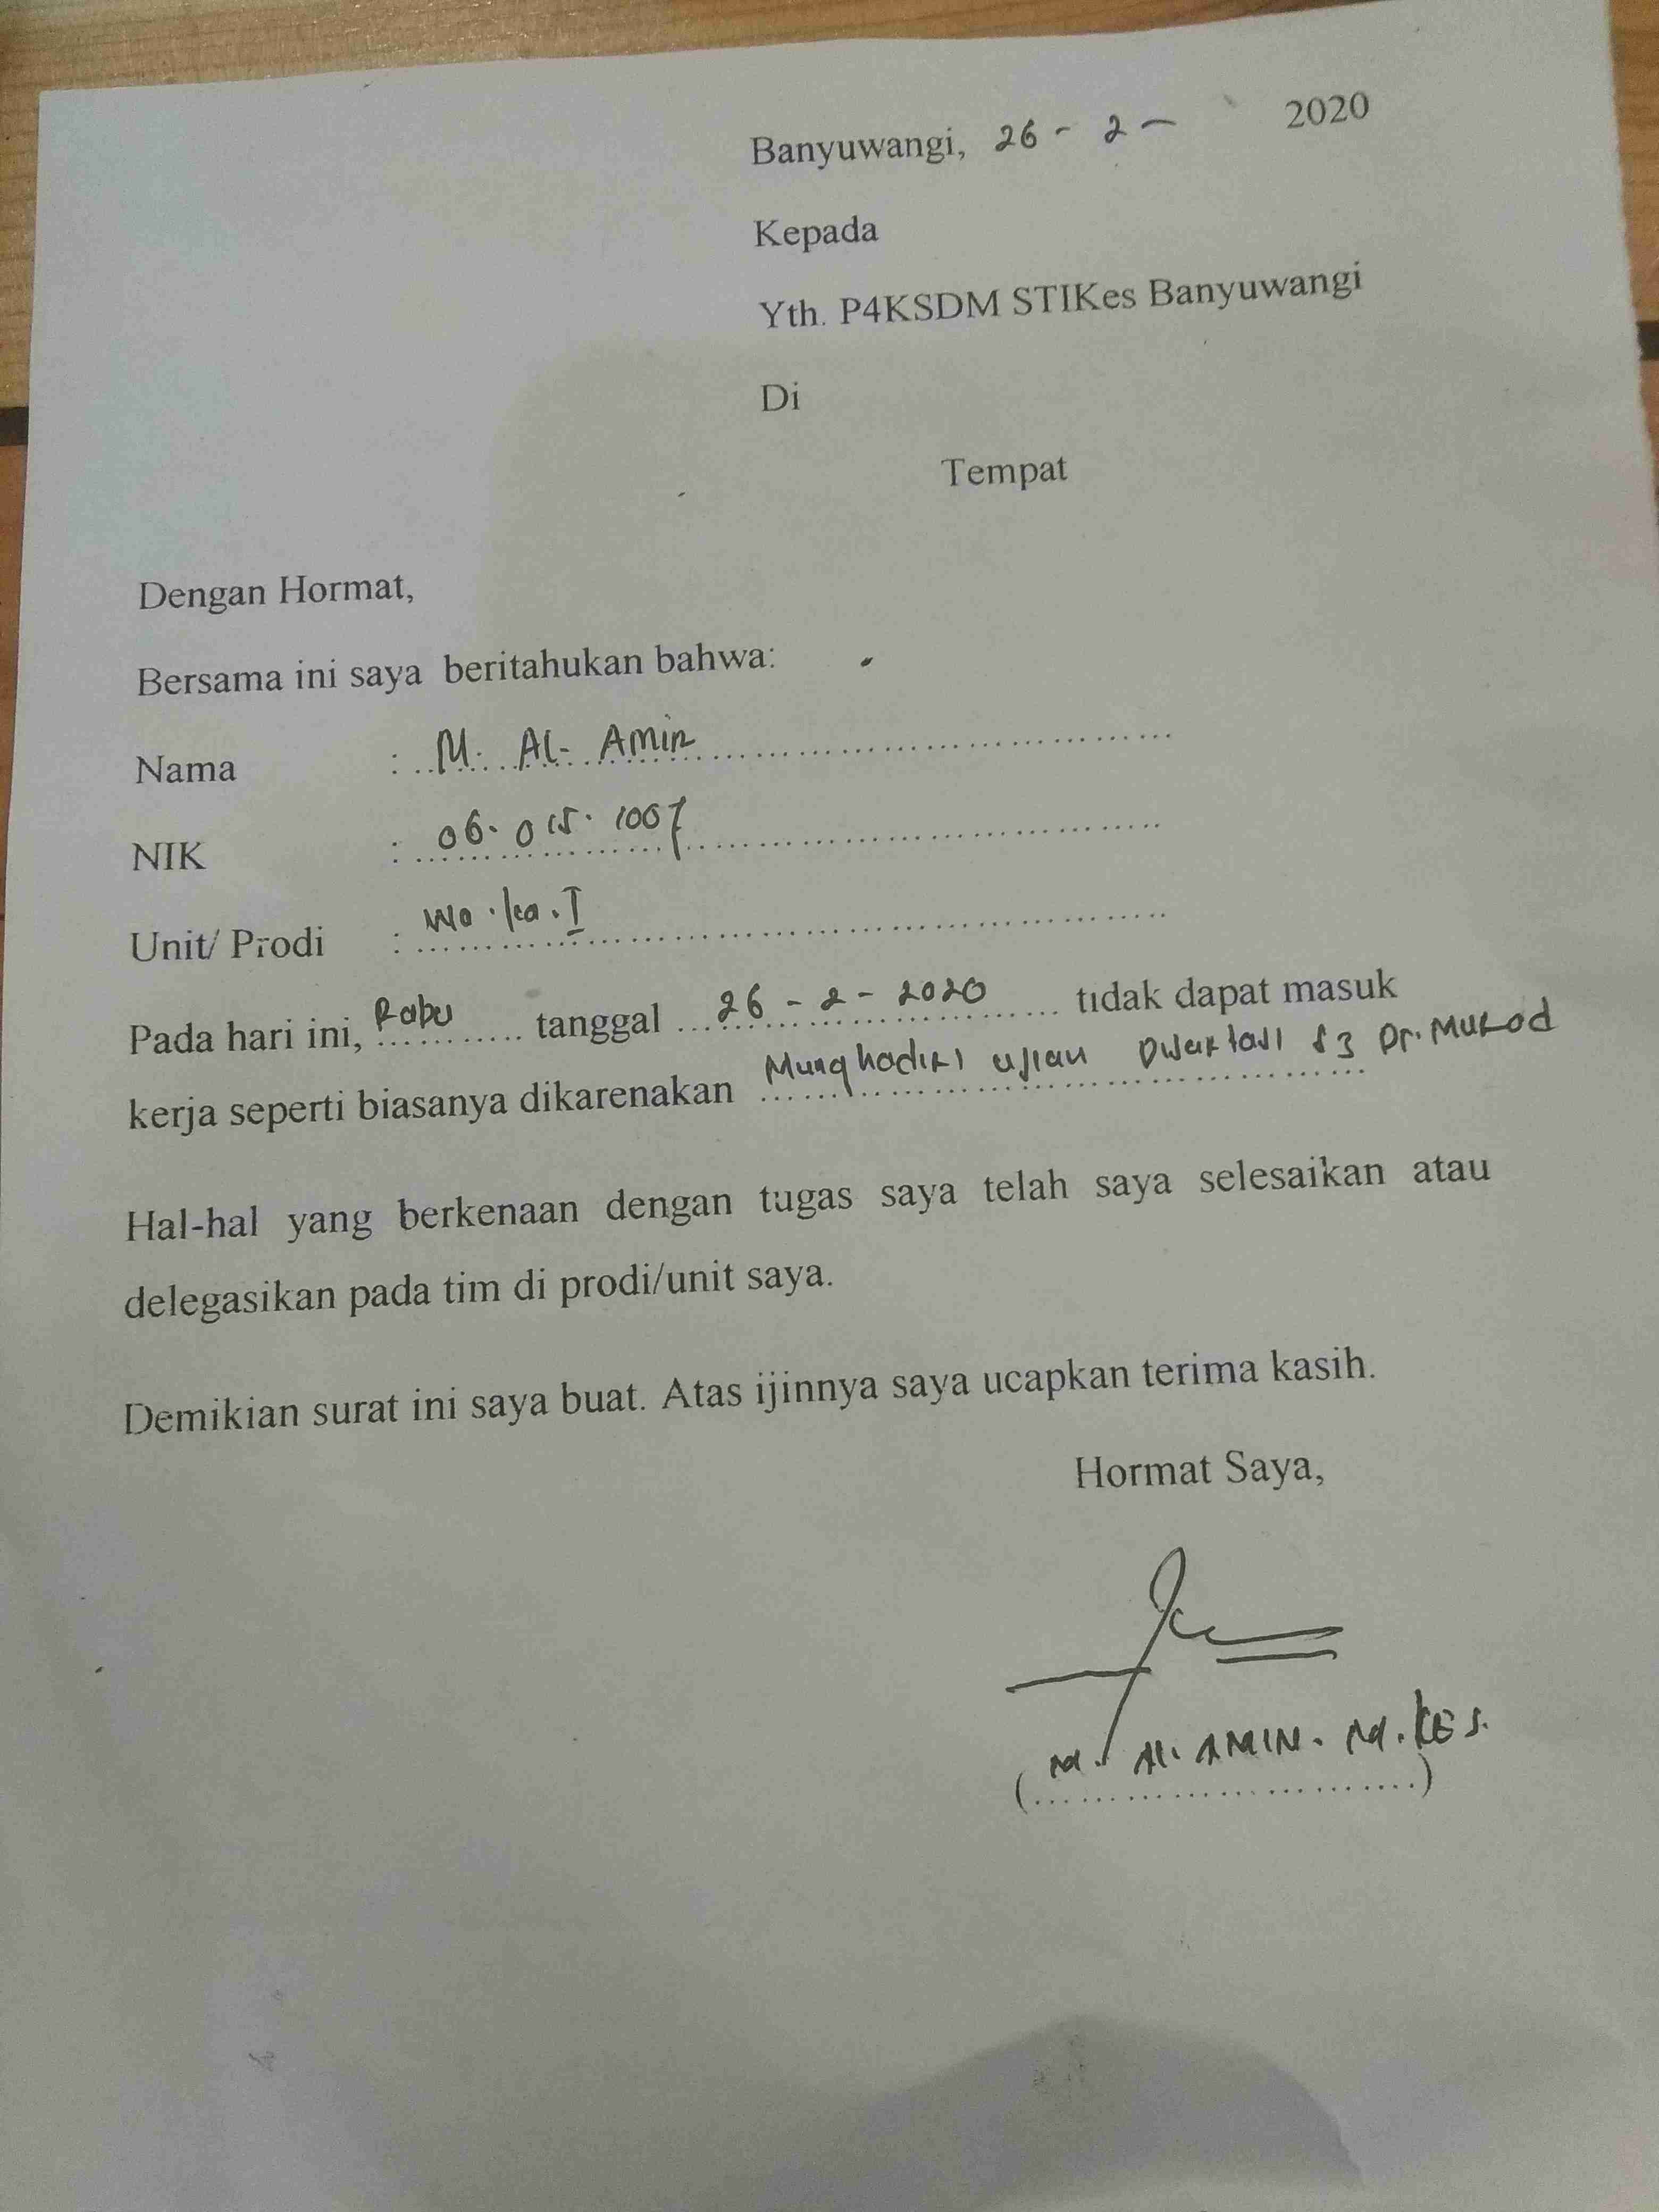 Banyuwangi, 26 - 2 - 2020
Kepada
Yth. P4KSDM STIKes Banyuwangi
Di
Tempat
Dengan Hormat,
Bersama ini saya beritahukan bahwa:
Nama : M. AL- AMIN
NIK : 06.015.1007
Unit/ Prodi : Wa.ka.I
Pada hari ini, Rabu tanggal 26 - 2 - 2020 tidak dapat masuk
kerja seperti biasanya dikarenakan ujian S3 Dr. MUROD
Hal-hal yang berkenaan dengan tugas saya telah saya selesaikan atau
delegasikan pada tim di prodi/unit saya.
Demikian surat ini saya buat. Atas ijinnya saya ucapkan terima kasih.
Hormat Saya,
(M. AL. AMIN. M.KES.)